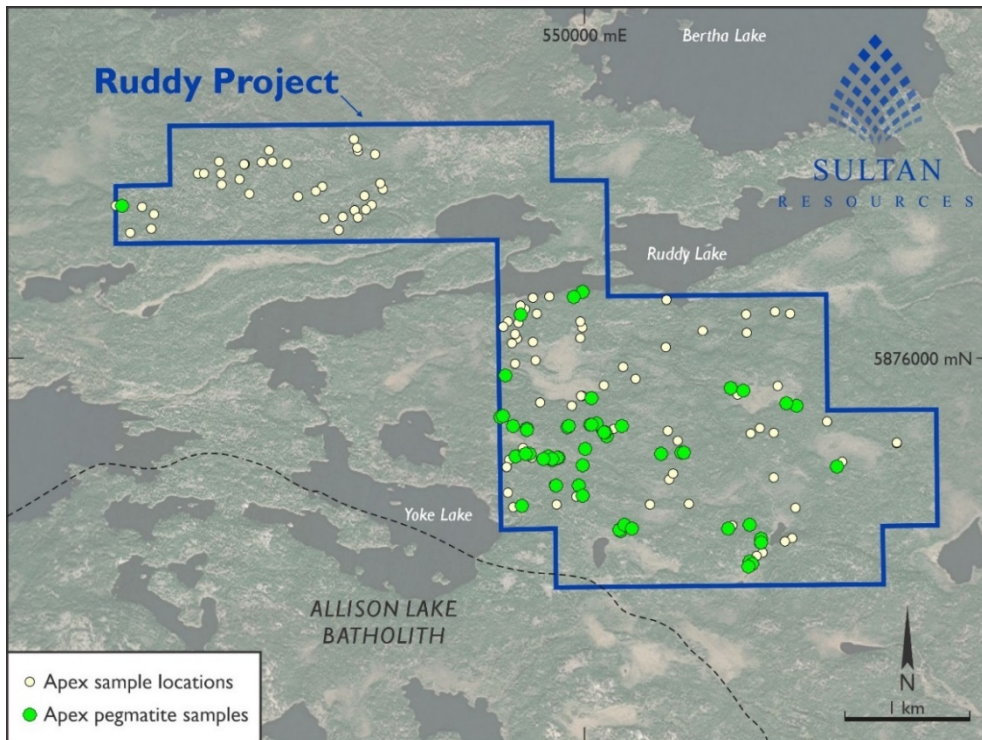 550000 mE
Bertha Lake
Ruddy Project
SULTAN
RESOURCES
Ruddy Lake
5876000 mN
Yoke Lake
ALLISON LAKE
BATHOLITH
Apex sample locations
Apex pegmatite samples
N
1 km